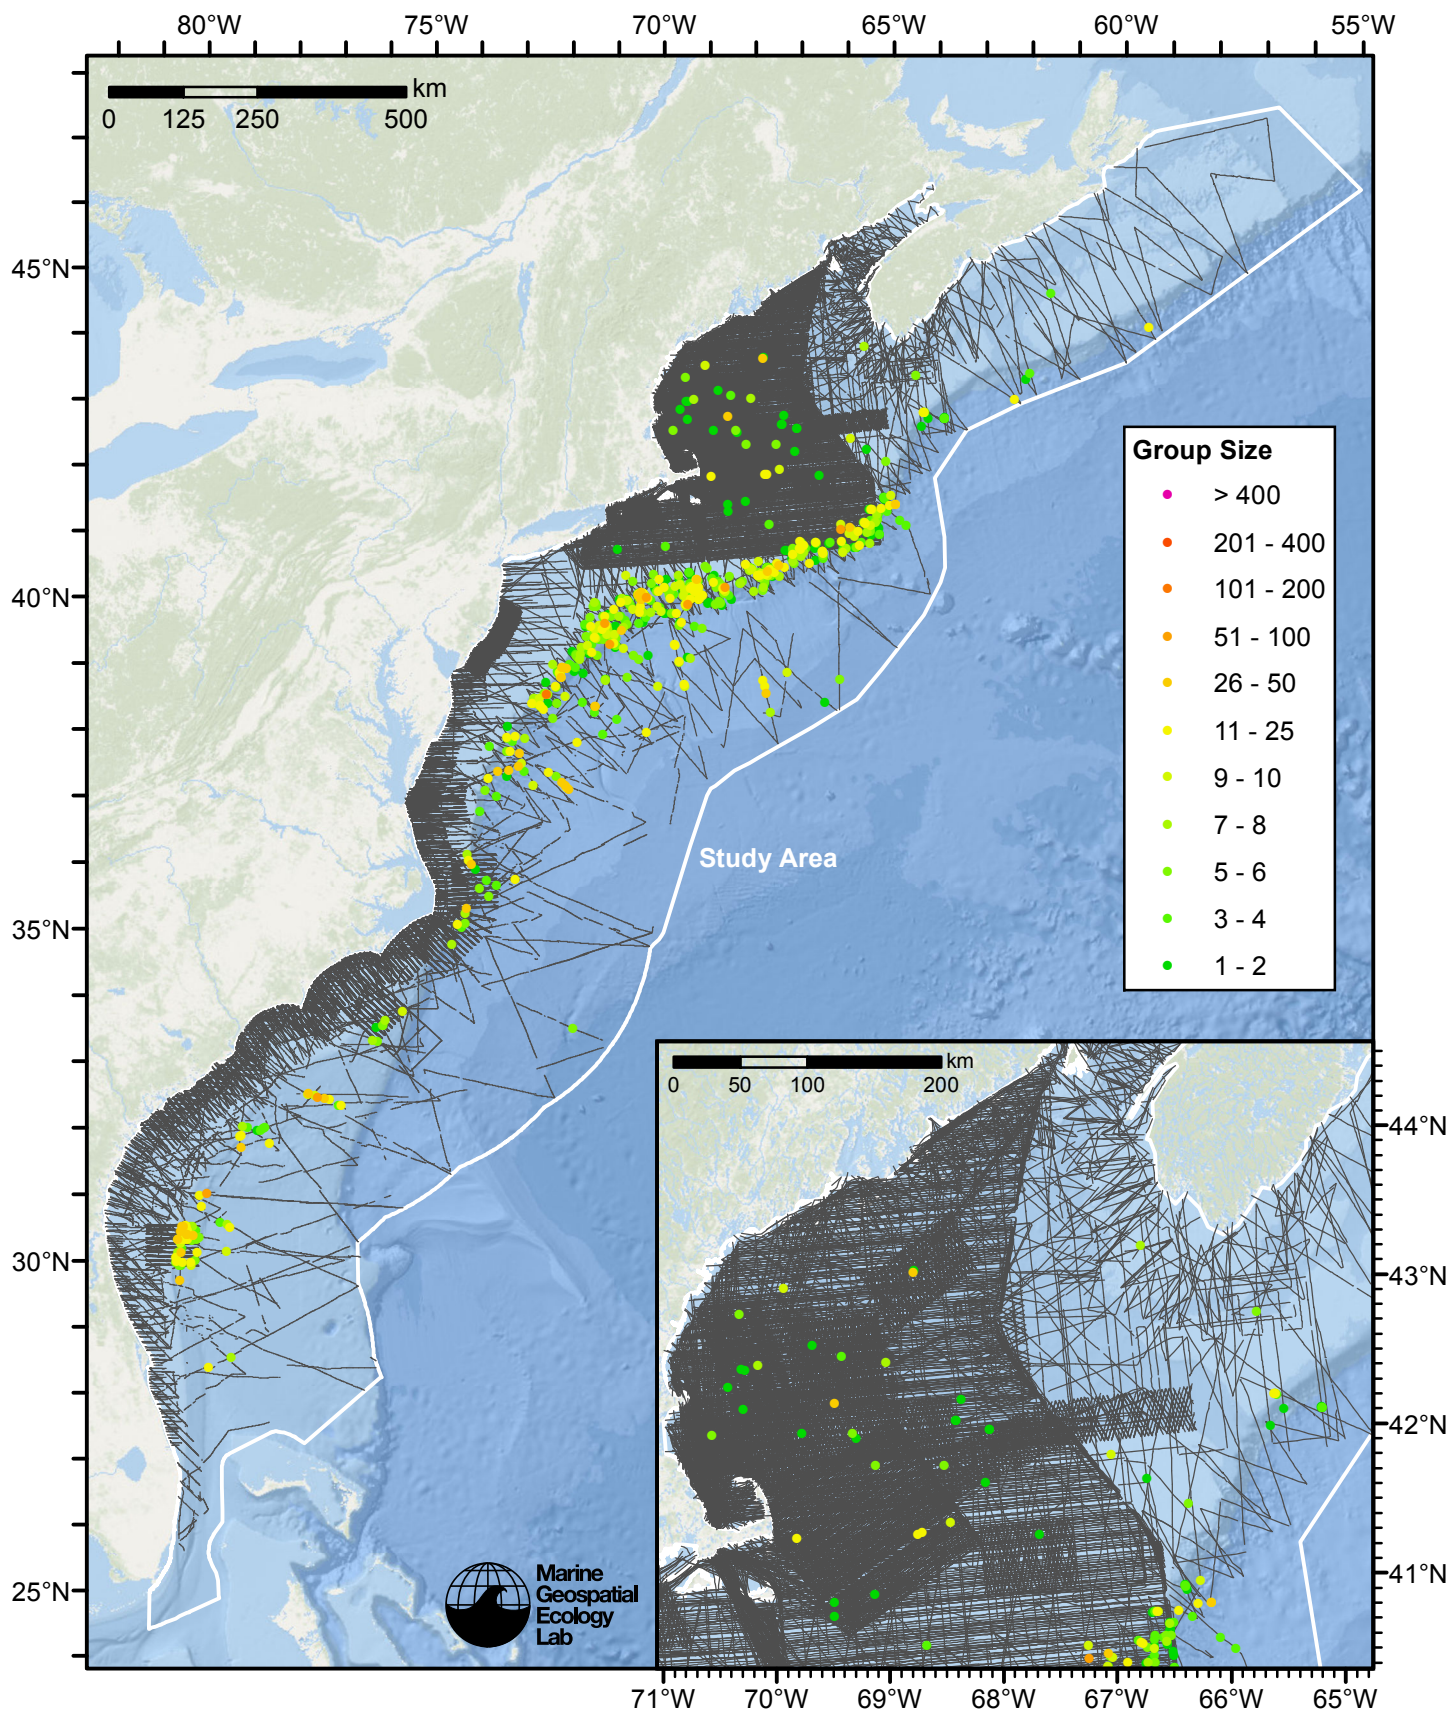 80°W 75°W 70°W 65°W 60°W 55°W
km
0 125 250 500
45°N
40°N
35°N
30°N
25°N
Group Size
> 400
201 - 400
101 - 200
51 - 100
26 - 50
11 - 25
9 - 10
7 - 8
5 - 6
3 - 4
1 - 2
Study Area
km
0 50 100 200
44°N
43°N
42°N
41°N
Marine
Geospatial
Ecology
Lab
71°W 70°W 69°W 68°W 67°W 66°W 65°W